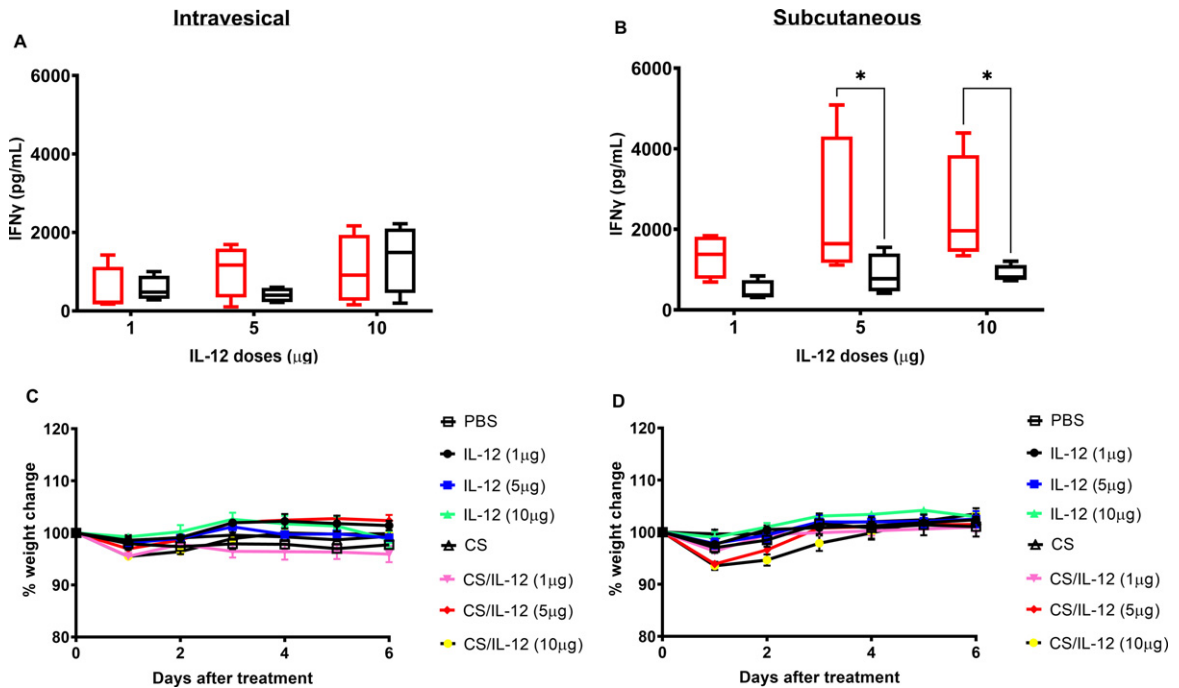 Intravesical
Subcutaneous
A
6000
4000
2000
0
IFNγ (pg/mL)
1 5 10
IL-12 doses (μg)
B
6000
4000
2000
0
IFNγ (pg/mL)
* *
1 5 10
IL-12 doses (μg)
C
120
110
100
90
80
% weight change
0 2 4 6
Days after treatment
PBS
IL-12 (1μg)
IL-12 (5μg)
IL-12 (10μg)
CS
CS/IL-12 (1μg)
CS/IL-12 (5μg)
CS/IL-12 (10μg)
D
120
110
100
90
80
% weight change
0 2 4 6
Days after treatment
PBS
IL-12 (1μg)
IL-12 (5μg)
IL-12 (10μg)
CS
CS/IL-12 (1μg)
CS/IL-12 (5μg)
CS/IL-12 (10μg)